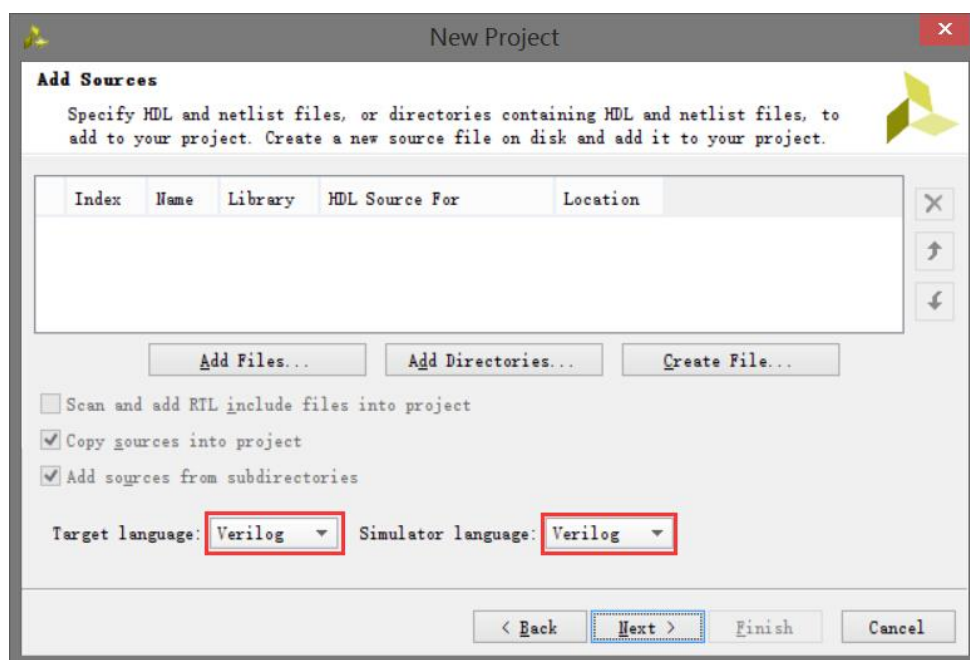 New Project
Add Sources
Specify HDL and netlist files, or directories containing HDL and netlist files, to
add to your project. Create a new source file on disk and add it to your project.
Index Name Library HDL Source For Location
Add Files... Add Directories... Create File...
Scan and add RTL include files into project
Copy sources into project
Add sources from subdirectories
Target language: Verilog Simulator language: Verilog
< Back Next > Finish Cancel